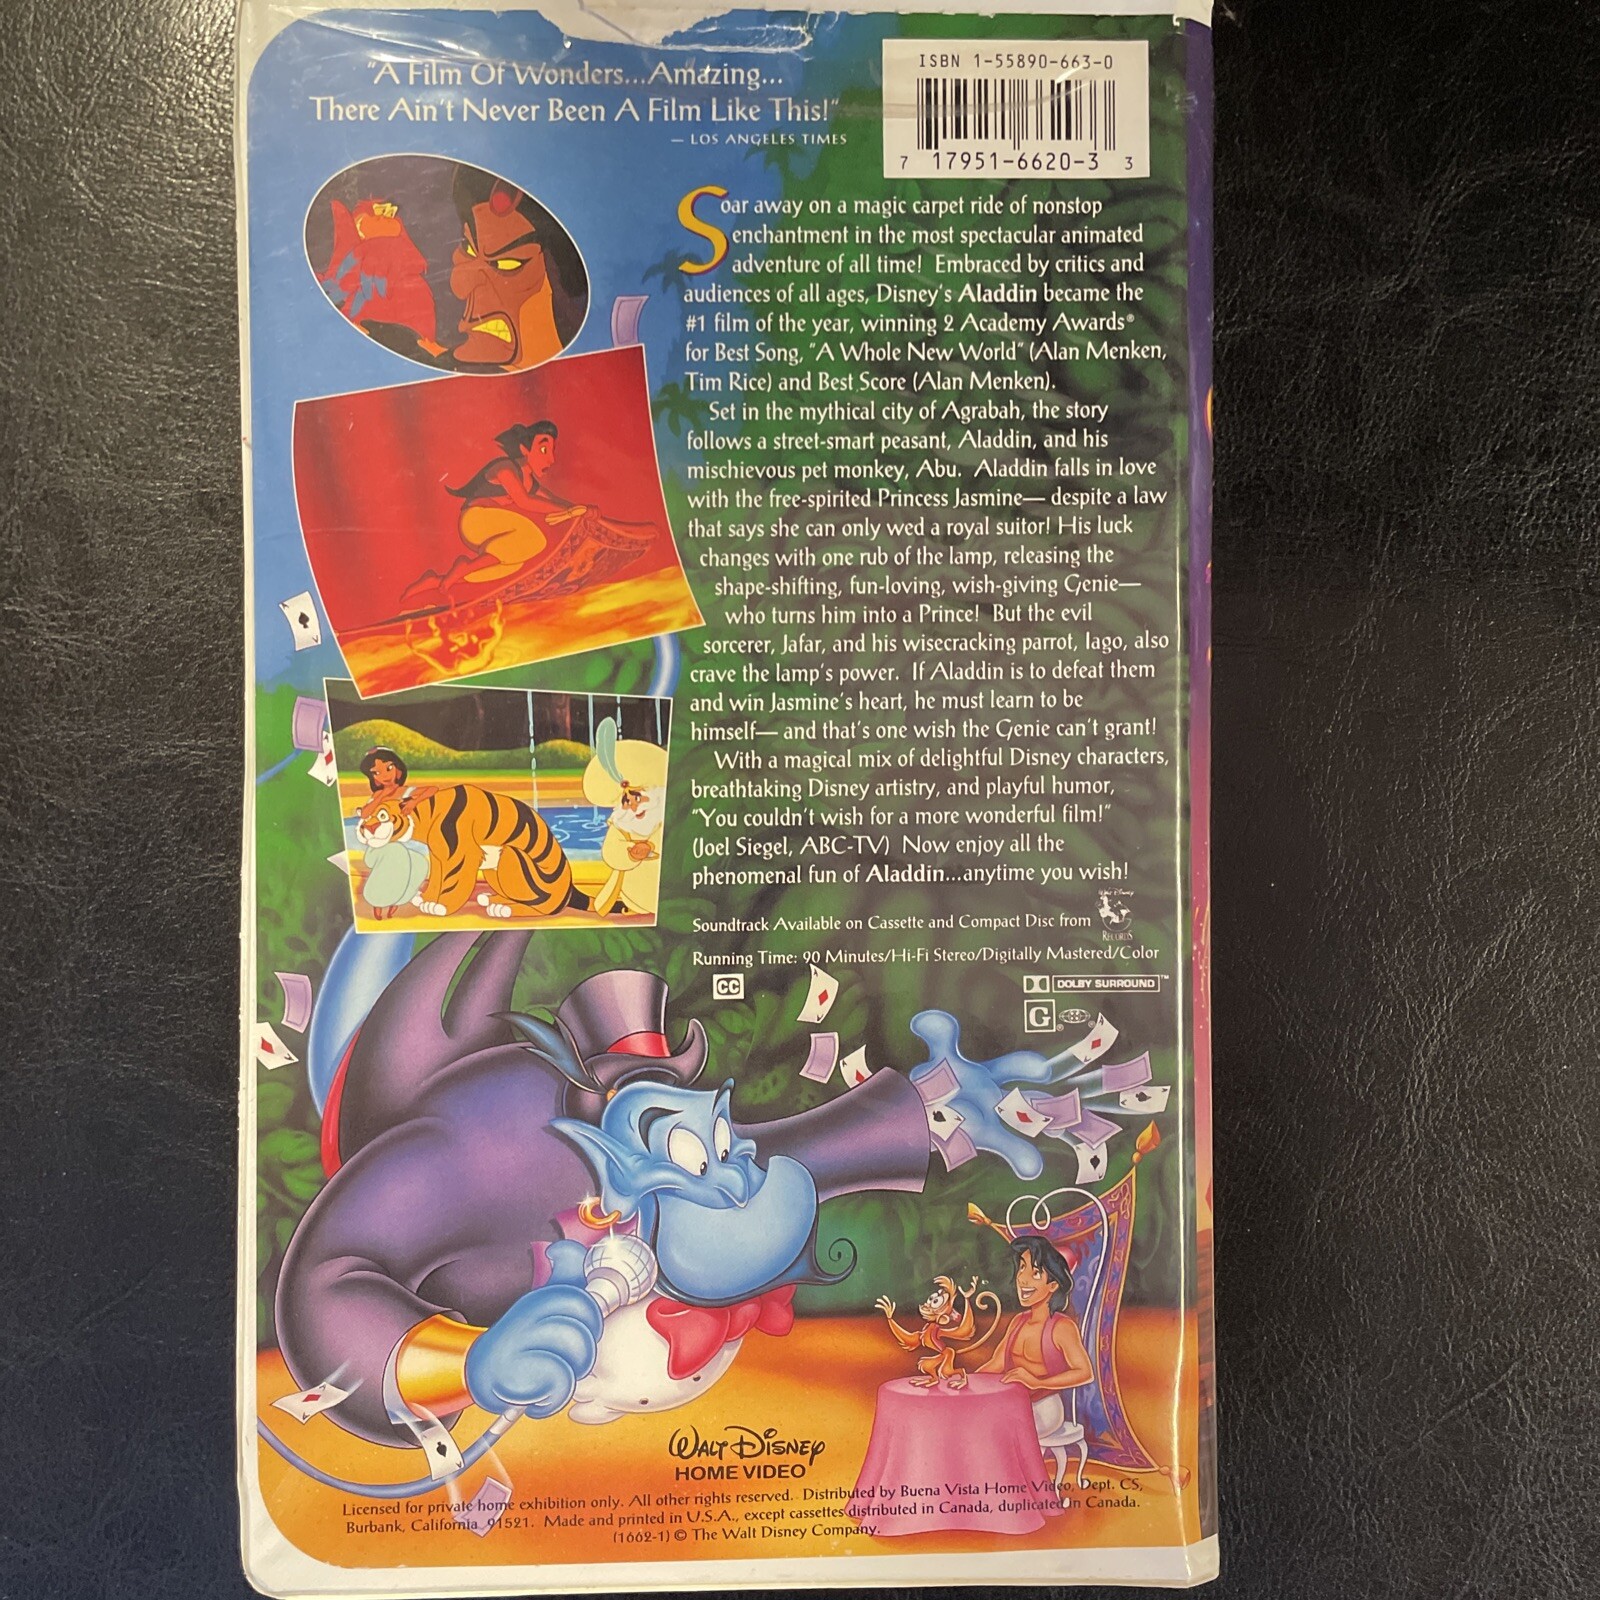 "A Film Of Wonders...Amazing...
There Ain't Never Been A Film Like This!"
— LOS ANGELES TIMES
ISBN 1-55890-663-0
7 17951-6620-3 3
Soar away on a magic carpet ride of nonstop
enchantment in the most spectacular animated
adventure of all time! Embraced by critics and
audiences of all ages, Disney's Aladdin became the
#1 film of the year, winning 2 Academy Awards®
for Best Song, "A Whole New World" (Alan Menken,
Tim Rice) and Best Score (Alan Menken).
Set in the mythical city of Agrabah, the story
follows a street-smart peasant, Aladdin, and his
mischievous pet monkey, Abu. Aladdin falls in love
with the free-spirited Princess Jasmine— despite a law
that says she can only wed a royal suitor! His luck
changes with one rub of the lamp, releasing the
shape-shifting, fun-loving, wish-giving Genie—
who turns him into a Prince! But the evil
sorcerer, Jafar, and his wisecracking parrot, Iago, also
crave the lamp's power. If Aladdin is to defeat them
and win Jasmine's heart, he must learn to be
himself— and that's one wish the Genie can't grant!
With a magical mix of delightful Disney characters,
breathtaking Disney artistry, and playful humor,
"You couldn't wish for a more wonderful film!"
(Joel Siegel, ABC-TV) Now enjoy all the
phenomenal fun of Aladdin...anytime you wish!
Soundtrack Available on Cassette and Compact Disc from
Walt Disney
RECORDS
Running Time: 90 Minutes/Hi-Fi Stereo/Digitally Mastered/Color
CC
DOLBY SURROUND™
G®
WALT DISNEY
HOME VIDEO
Licensed for private home exhibition only. All other rights reserved. Distributed by Buena Vista Home Video, Dept. CS,
Burbank, California 91521. Made and printed in U.S.A., except cassettes distributed in Canada, duplicated in Canada.
(1662-1) © The Walt Disney Company.